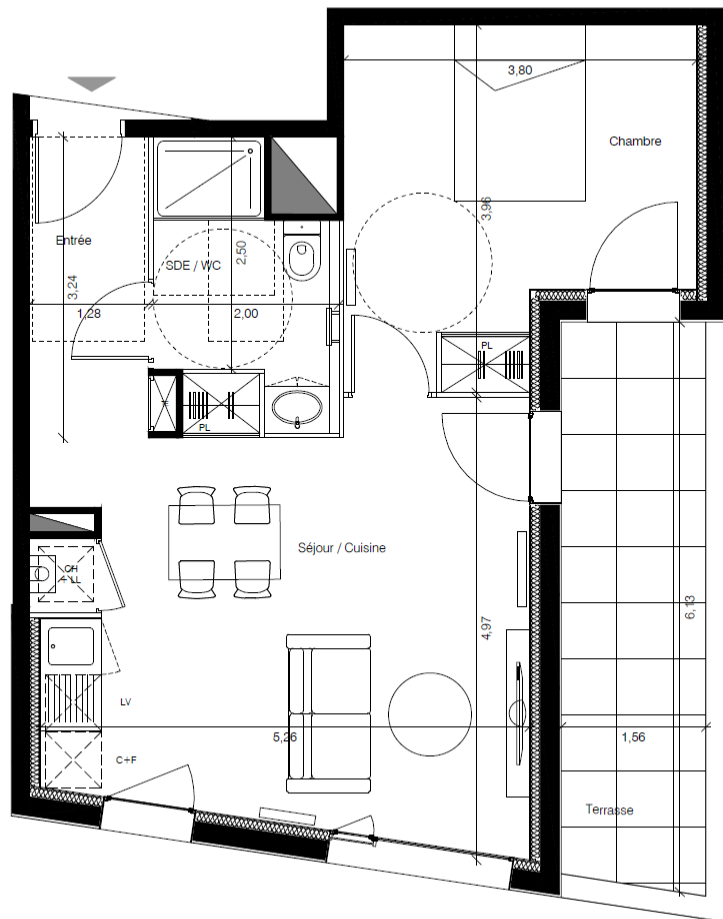 3,80
Chambre
3,96
Entrée
SDE / WC
2,50
3,24
1,28
2,00
PL
PL
Séjour / Cuisine
CH
+ LL
4,97
6,13
LV
5,26
1,56
C+F
Terrasse